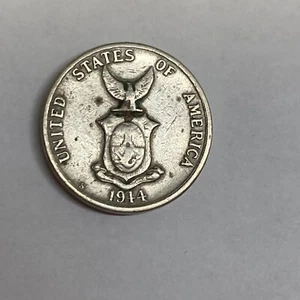 UNITED STATES OF AMERICA
S
1944